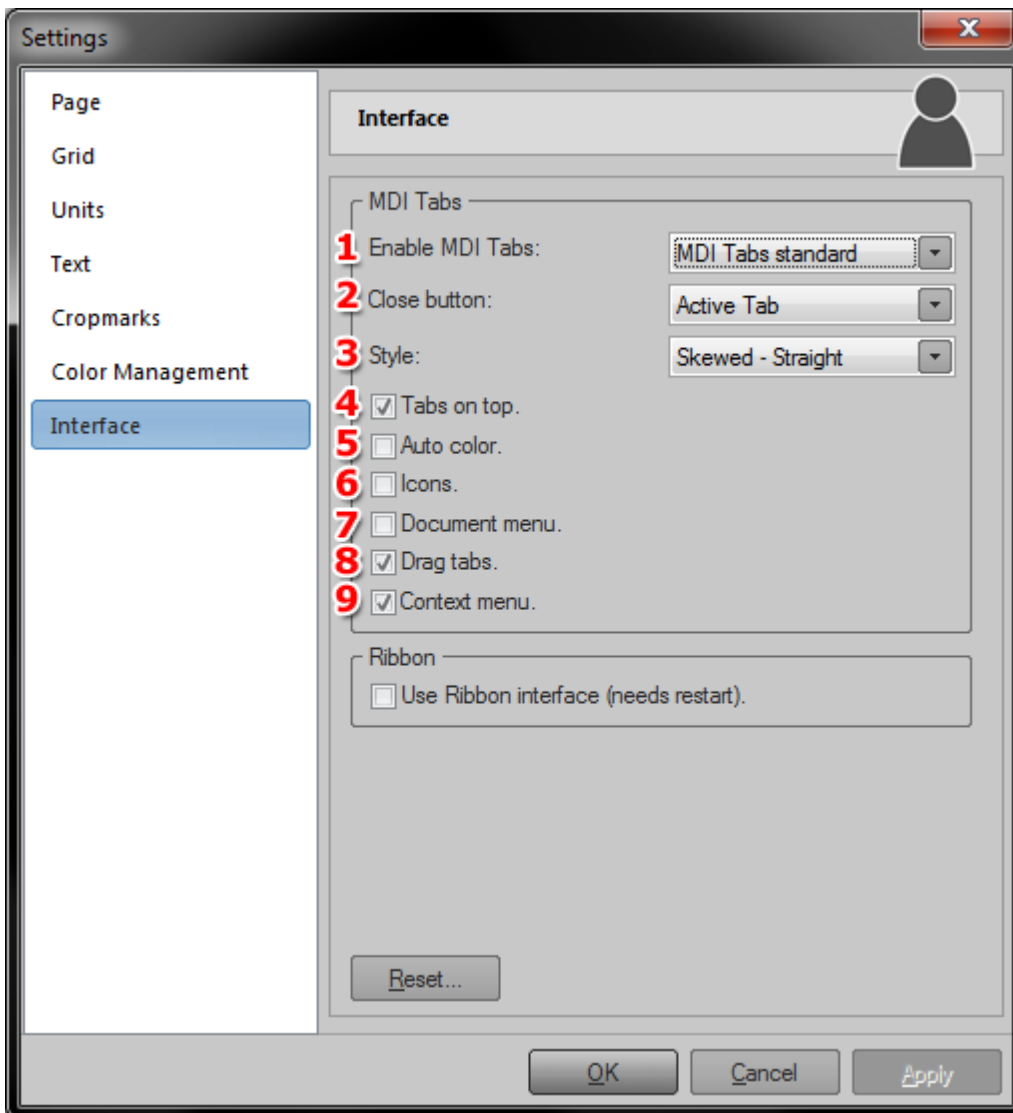 Settings
x
Page
Grid
Units
Text
Cropmarks
Color Management
Interface
Interface
MDI Tabs
1 Enable MDI Tabs: MDI Tabs standard
2 Close button: Active Tab
3 Style: Skewed - Straight
4 Tabs on top.
5 Auto color.
6 Icons.
7 Document menu.
8 Drag tabs.
9 Context menu.
Ribbon
Use Ribbon interface (needs restart).
Reset...
OK Cancel Apply